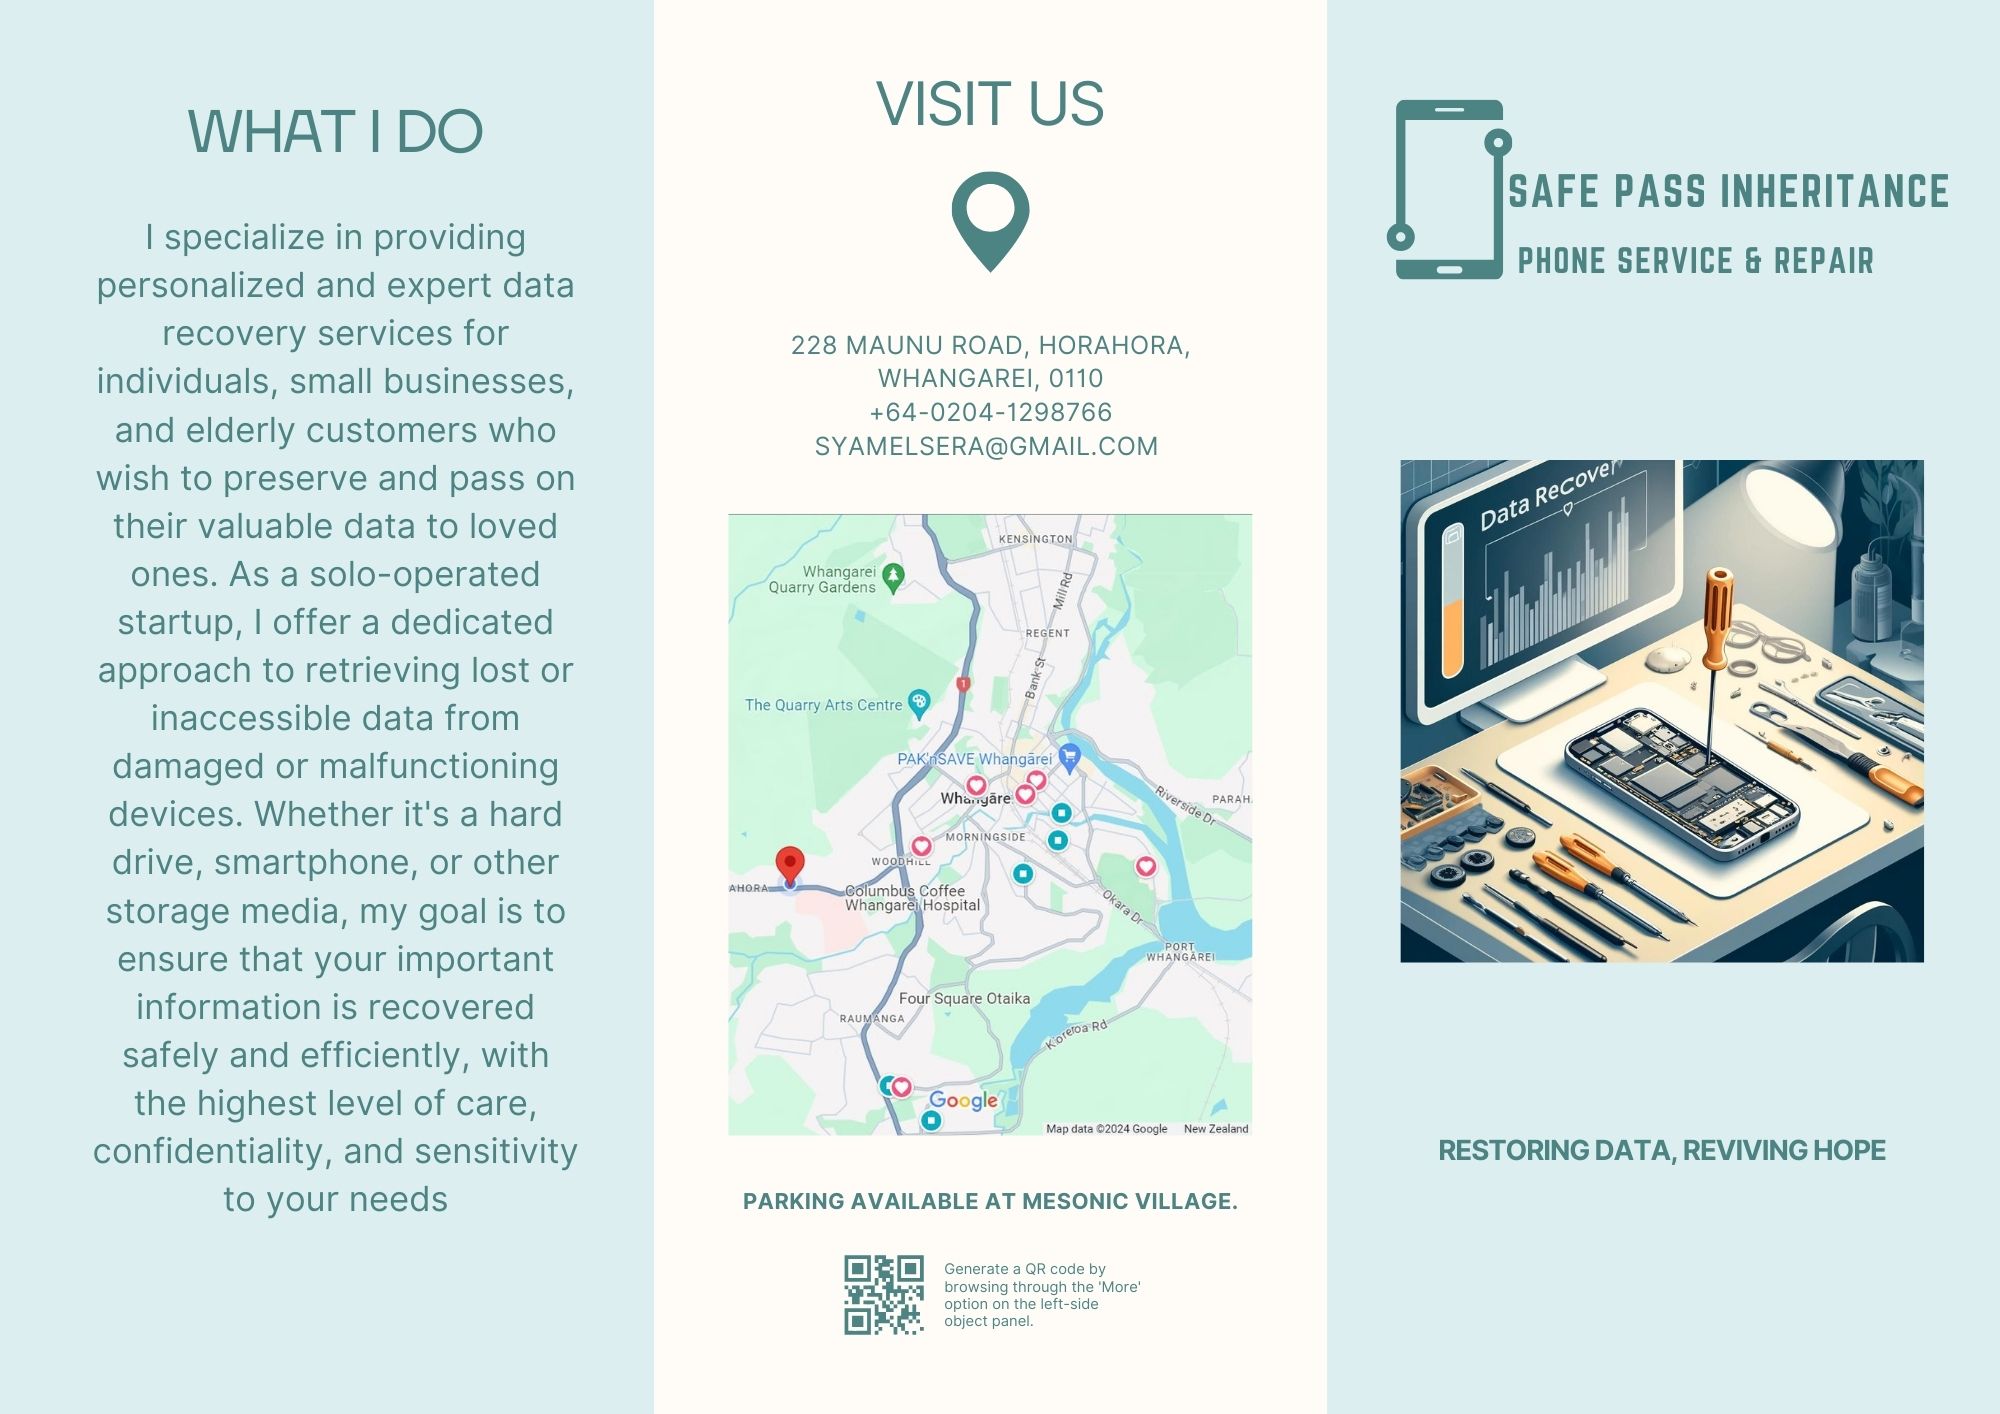 WHAT I DO
I specialize in providing
personalized and expert data
recovery services for
individuals, small businesses,
and elderly customers who
wish to preserve and pass on
their valuable data to loved
ones. As a solo-operated
startup, I offer a dedicated
approach to retrieving lost or
inaccessible data from
damaged or malfunctioning
devices. Whether it's a hard
drive, smartphone, or other
storage media, my goal is to
ensure that your important
information is recovered
safely and efficiently, with
the highest level of care,
confidentiality, and sensitivity
to your needs
VISIT US
228 MAUNU ROAD, HORAHORA,
WHANGAREI, 0110
+64-0204-1298766
SYAMELSERA@GMAIL.COM
KENSINGTON
Whangarei
Quarry Gardens
Mill Rd
REGENT
Bank St
1
The Quarry Arts Centre
PAK'nSAVE Whangārei
Whangāre
Riverside Dr
PARAH
MORNINGSIDE
WOODHILL
AHORA
Columbus Coffee
Whangarei Hospital
Okara Dr
PORT
WHANGĀREI
Four Square Otaika
RAUMANGA
Koreroa Rd
Google
Map data ©2024 Google New Zealand
PARKING AVAILABLE AT MESONIC VILLAGE.
Generate a QR code by
browsing through the 'More'
option on the left-side
object panel.
SAFE PASS INHERITANCE
PHONE SERVICE & REPAIR
Data Recover
RESTORING DATA, REVIVING HOPE